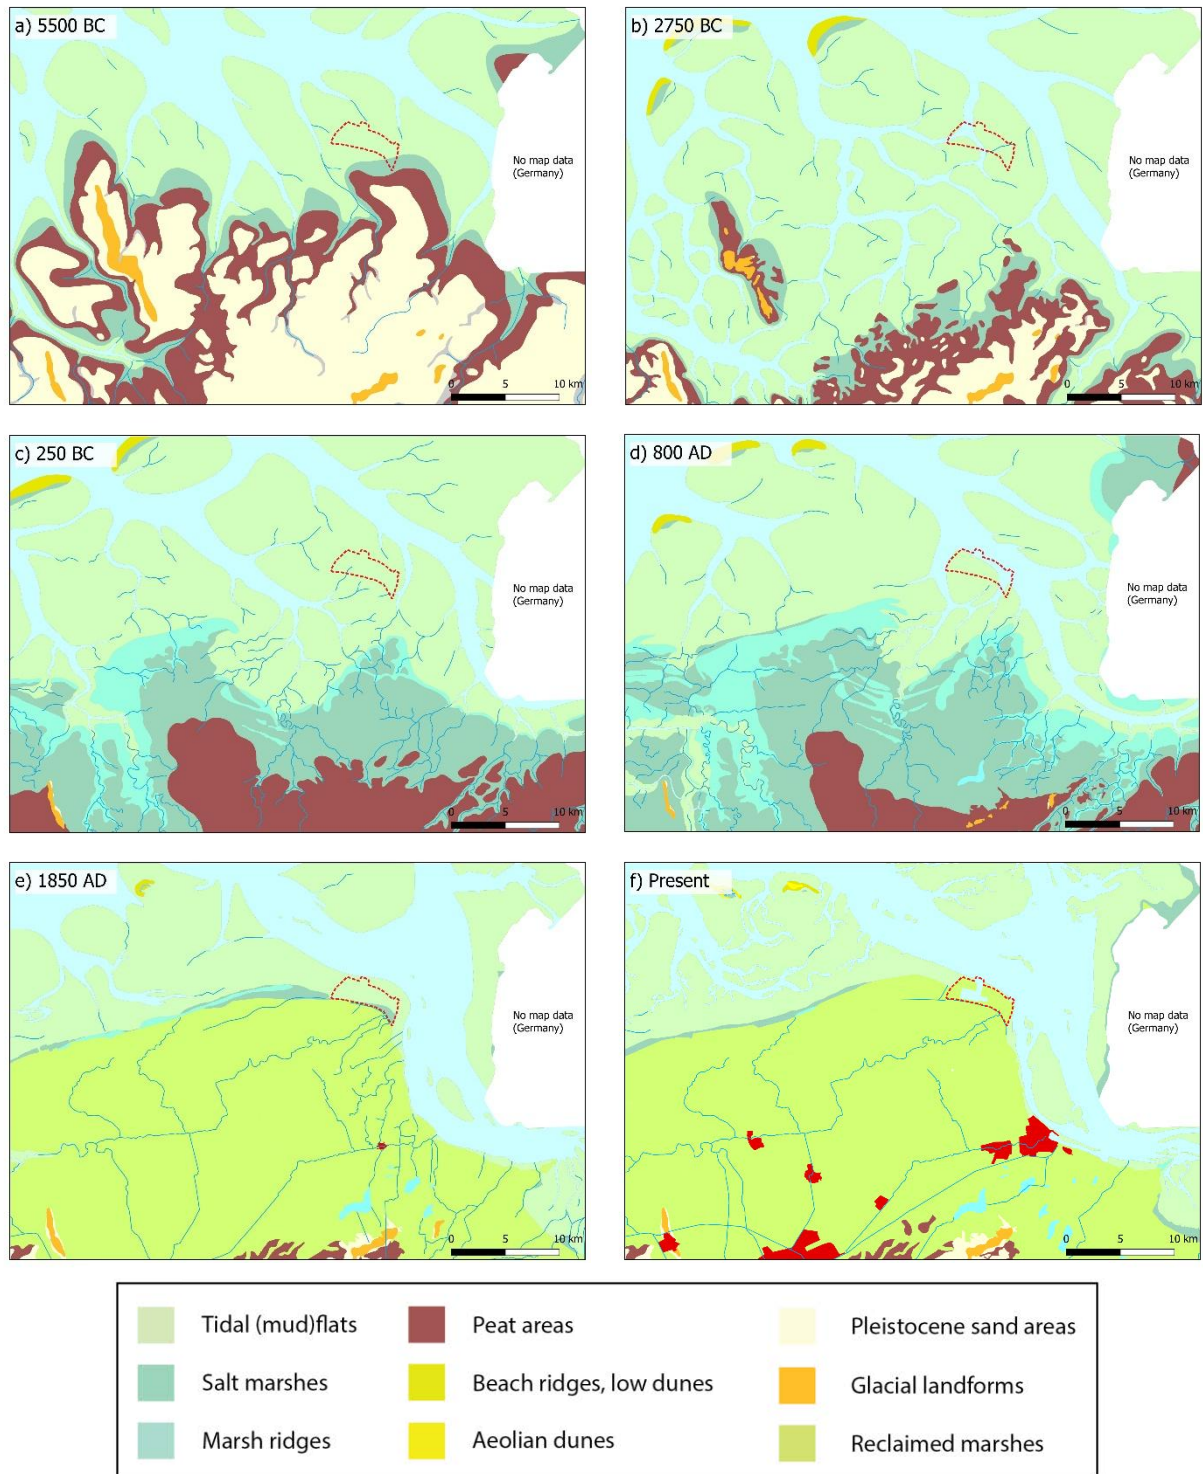 a) 5500 BC
No map data
(Germany)
0 5 10 km
b) 2750 BC
No map data
(Germany)
0 5 10 km
c) 250 BC
No map data
(Germany)
0 5 10 km
d) 800 AD
No map data
(Germany)
0 5 10 km
e) 1850 AD
No map data
(Germany)
0 5 10 km
f) Present
No map data
(Germany)
0 5 10 km
Tidal (mud)flats
Peat areas
Pleistocene sand areas
Salt marshes
Beach ridges, low dunes
Glacial landforms
Marsh ridges
Aeolian dunes
Reclaimed marshes